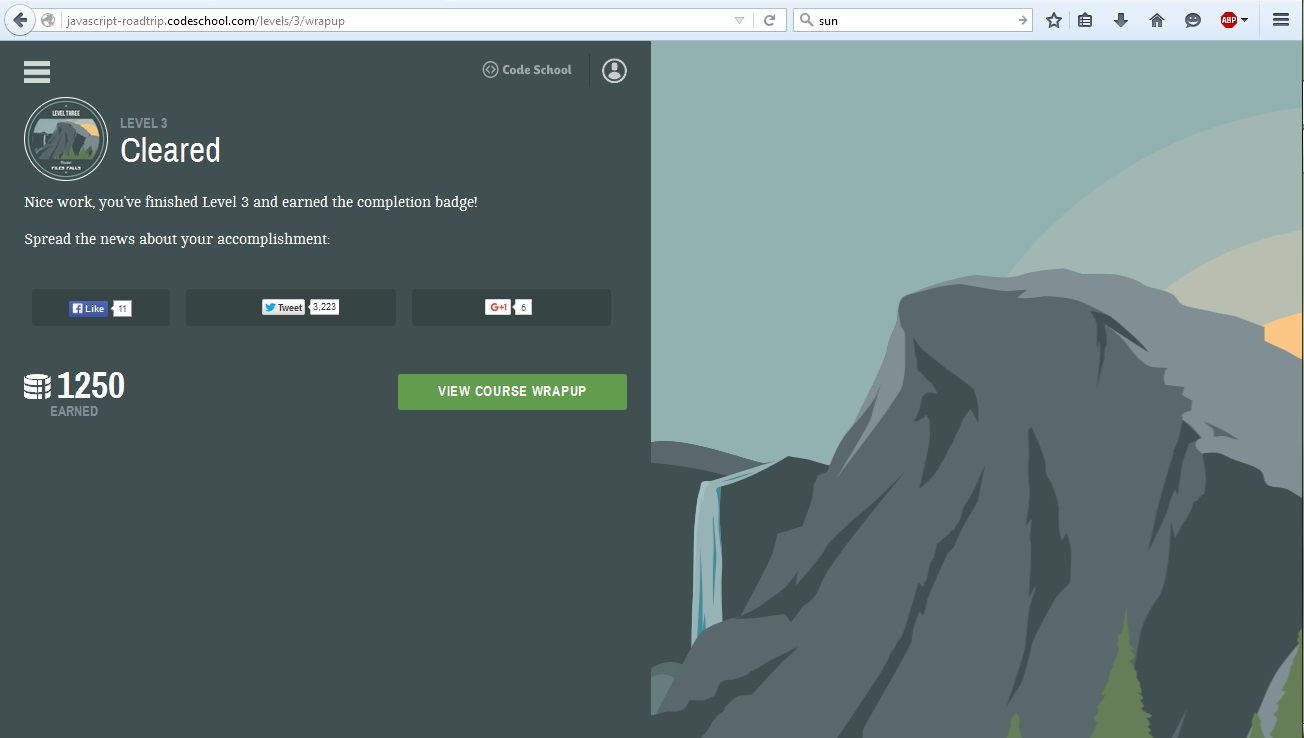 javascript-roadtrip.codeschool.com/levels/3/wrapup
sun
ABP
Code School
LEVEL THREE
FILES FALLS
LEVEL 3
Cleared
Nice work, you've finished Level 3 and earned the completion badge!
Spread the news about your accomplishment:
Like 11
Tweet 3,223
G+1 6
1250
EARNED
VIEW COURSE WRAPUP